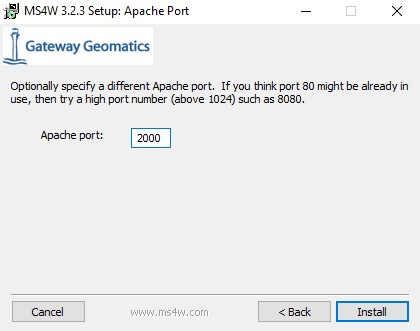 MS4W 3.2.3 Setup: Apache Port
Gateway Geomatics
Optionally specify a different Apache port. If you think port 80 might be already in
use, then try a high port number (above 1024) such as 8080.
Apache port: 2000
Cancel www.ms4w.com < Back Install